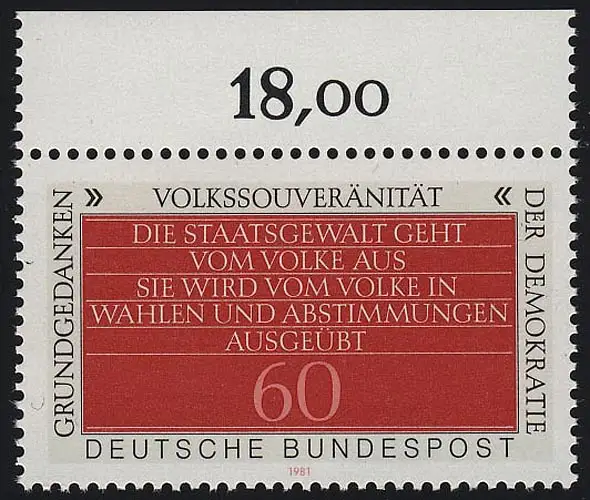 18,00
» VOLKSSOUVERÄNITÄT «
GRUNDGEDANKEN
DER DEMOKRATIE
DIE STAATSGEWALT GEHT
VOM VOLKE AUS
SIE WIRD VOM VOLKE IN
WAHLEN UND ABSTIMMUNGEN
AUSGEÜBT
60
DEUTSCHE BUNDESPOST
1981